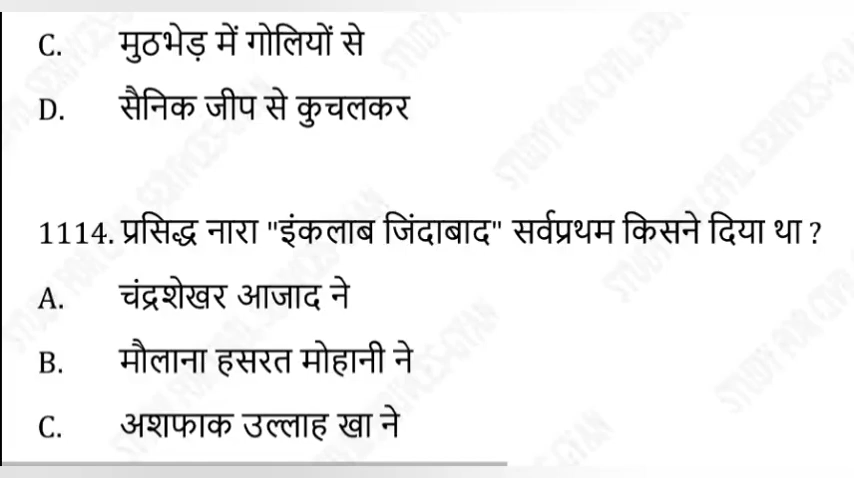 C. मुठभेड़ में गोलियों से
D. सैनिक जीप से कुचलकर
1114. प्रसिद्ध नारा "इंकलाब जिंदाबाद" सर्वप्रथम किसने दिया था ?
A. चंद्रशेखर आजाद ने
B. मौलाना हसरत मोहानी ने
C. अशफाक उल्लाह खा ने